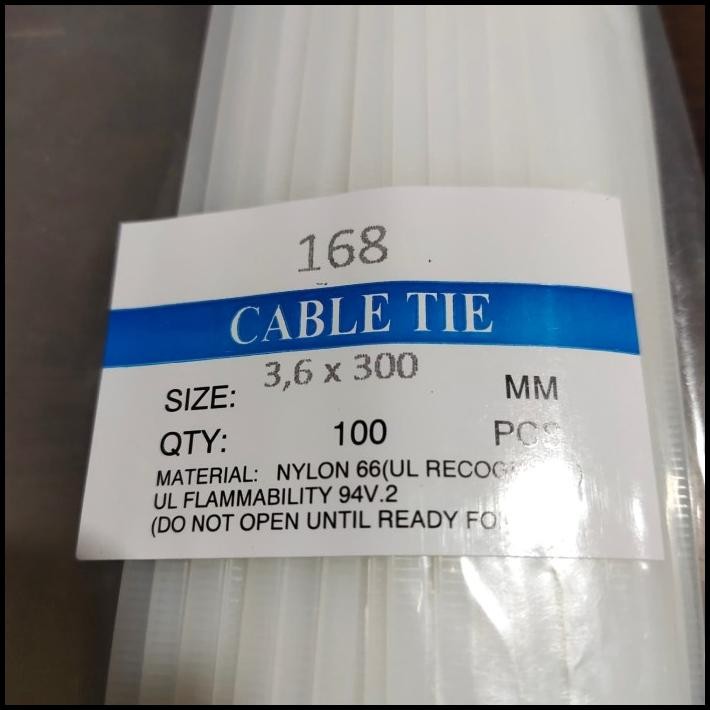 168
CABLE TIE
3,6 x 300
SIZE: MM
QTY: 100 PCS
MATERIAL: NYLON 66(UL
UL FLAMMABILITY 94V.2
(DO NOT OPEN UNTIL READY